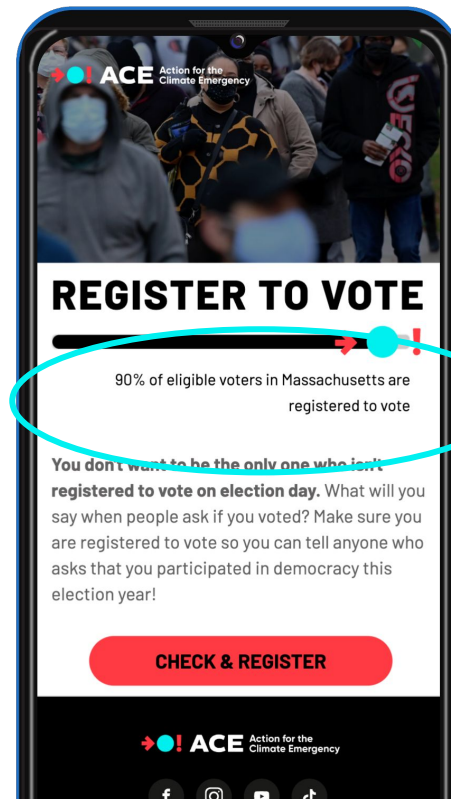 ACE Action for the
Climate Emergency
REGISTER TO VOTE
90% of eligible voters in Massachusetts are
registered to vote
You don't want to be the only one who isn't
registered to vote on election day. What will you
say when people ask if you voted? Make sure you
are registered to vote so you can tell anyone who
asks that you participated in democracy this
election year!
CHECK & REGISTER
ACE Action for the
Climate Emergency